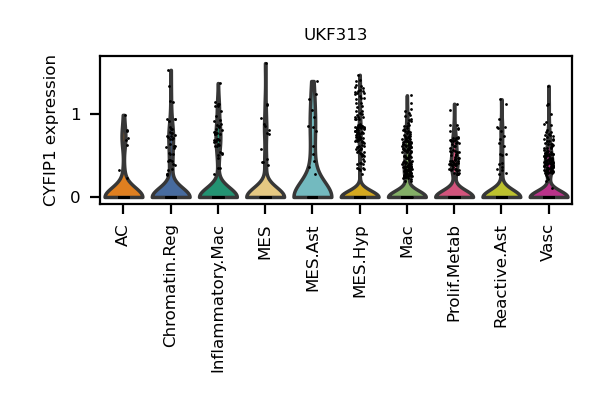 UKF313
CYFIP1 expression
1
0
AC
Chromatin.Reg
Inflammatory.Mac
MES
MES.Ast
MES.Hyp
Mac
Prolif.Metab
Reactive.Ast
Vasc